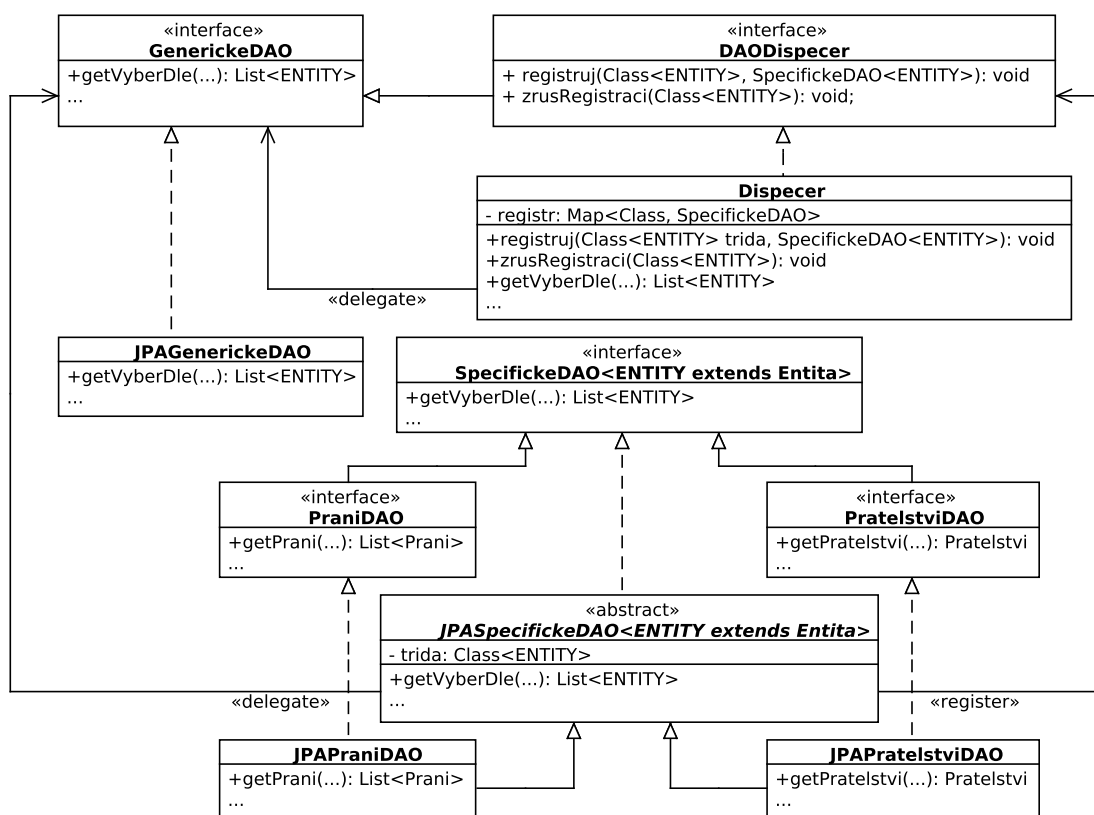 «interface»
GenerickeDAO
+getVyberDle(...): List<ENTITY>
...
«interface»
DAODispecer
+ registruj(Class<ENTITY>, SpecifickeDAO<ENTITY>): void
+ zrusRegistraci(Class<ENTITY>): void;
Dispecer
- registr: Map<Class, SpecifickeDAO>
+registruj(Class<ENTITY> trida, SpecifickeDAO<ENTITY>): void
+zrusRegistraci(Class<ENTITY>): void
+getVyberDle(...): List<ENTITY>
...
«delegate»
JPAGenerickeDAO
+getVyberDle(...): List<ENTITY>
...
«interface»
SpecifickeDAO<ENTITY extends Entita>
+getVyberDle(...): List<ENTITY>
...
«interface»
PraniDAO
+getPrani(...): List<Prani>
...
«interface»
PratelstviDAO
+getPratelstvi(...): Pratelstvi
...
«abstract»
JPASpecifickeDAO<ENTITY extends Entita>
- trida: Class<ENTITY>
+getVyberDle(...): List<ENTITY>
...
«delegate»
«register»
JPAPraniDAO
+getPrani(...): List<Prani>
...
JPAPratelstviDAO
+getPratelstvi(...): Pratelstvi
...